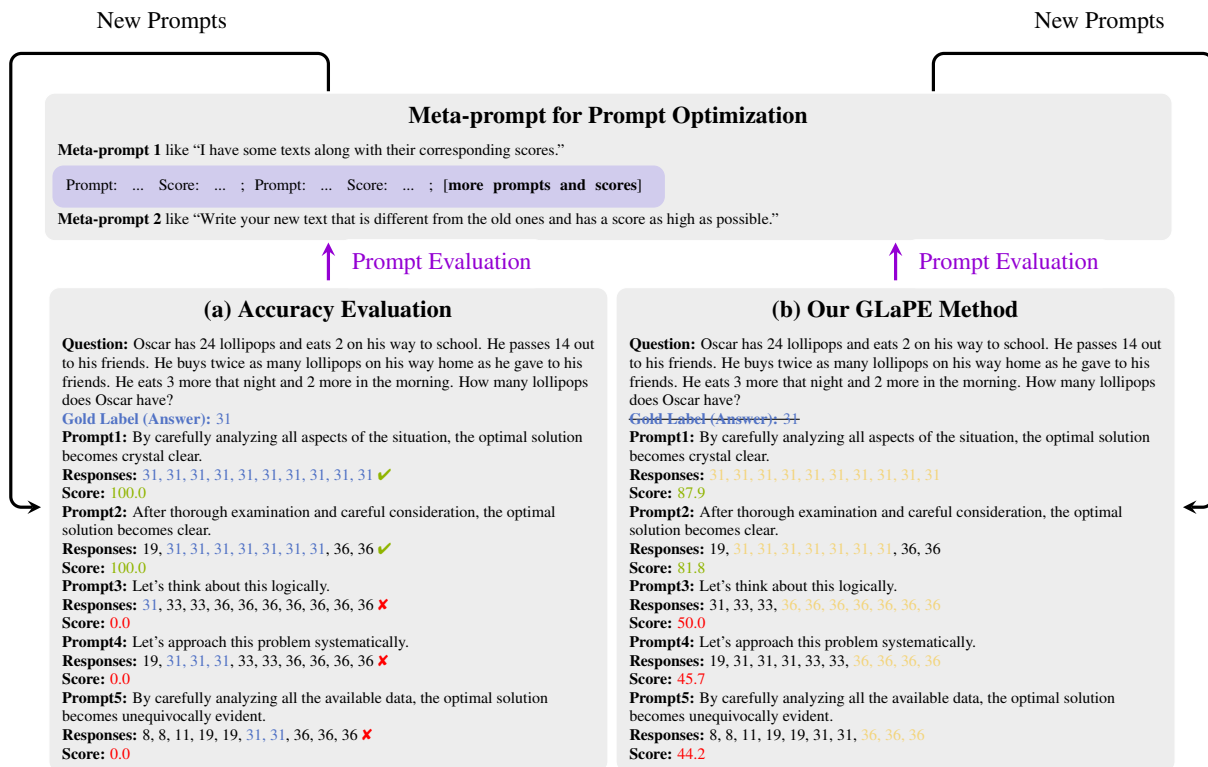 New Prompts
New Prompts
Meta-prompt for Prompt Optimization
Meta-prompt 1 like “I have some texts along with their corresponding scores.”
Prompt: ... Score: ... ; Prompt: ... Score: ... ; [more prompts and scores]
Meta-prompt 2 like “Write your new text that is different from the old ones and has a score as high as possible.”
Prompt Evaluation
Prompt Evaluation
(a) Accuracy Evaluation
Question: Oscar has 24 lollipops and eats 2 on his way to school. He passes 14 out
to his friends. He buys twice as many lollipops on his way home as he gave to his
friends. He eats 3 more that night and 2 more in the morning. How many lollipops
does Oscar have?
Gold Label (Answer): 31
Prompt1: By carefully analyzing all aspects of the situation, the optimal solution
becomes crystal clear.
Responses: 31, 31, 31, 31, 31, 31, 31, 31, 31, 31 ✔
Score: 100.0
Prompt2: After thorough examination and careful consideration, the optimal
solution becomes clear.
Responses: 19, 31, 31, 31, 31, 31, 31, 31, 36, 36 ✔
Score: 100.0
Prompt3: Let’s think about this logically.
Responses: 31, 33, 33, 36, 36, 36, 36, 36, 36, 36 ✘
Score: 0.0
Prompt4: Let’s approach this problem systematically.
Responses: 19, 31, 31, 31, 33, 33, 36, 36, 36, 36 ✘
Score: 0.0
Prompt5: By carefully analyzing all the available data, the optimal solution
becomes unequivocally evident.
Responses: 8, 8, 11, 19, 19, 31, 31, 36, 36, 36 ✘
Score: 0.0
(b) Our GLaPE Method
Question: Oscar has 24 lollipops and eats 2 on his way to school. He passes 14 out
to his friends. He buys twice as many lollipops on his way home as he gave to his
friends. He eats 3 more that night and 2 more in the morning. How many lollipops
does Oscar have?
Gold Label (Answer): 31
Prompt1: By carefully analyzing all aspects of the situation, the optimal solution
becomes crystal clear.
Responses: 31, 31, 31, 31, 31, 31, 31, 31, 31, 31
Score: 87.9
Prompt2: After thorough examination and careful consideration, the optimal
solution becomes clear.
Responses: 19, 31, 31, 31, 31, 31, 31, 31, 36, 36
Score: 81.8
Prompt3: Let’s think about this logically.
Responses: 31, 33, 33, 36, 36, 36, 36, 36, 36, 36
Score: 50.0
Prompt4: Let’s approach this problem systematically.
Responses: 19, 31, 31, 31, 33, 33, 36, 36, 36, 36
Score: 45.7
Prompt5: By carefully analyzing all the available data, the optimal solution
becomes unequivocally evident.
Responses: 8, 8, 11, 19, 19, 31, 31, 36, 36, 36
Score: 44.2